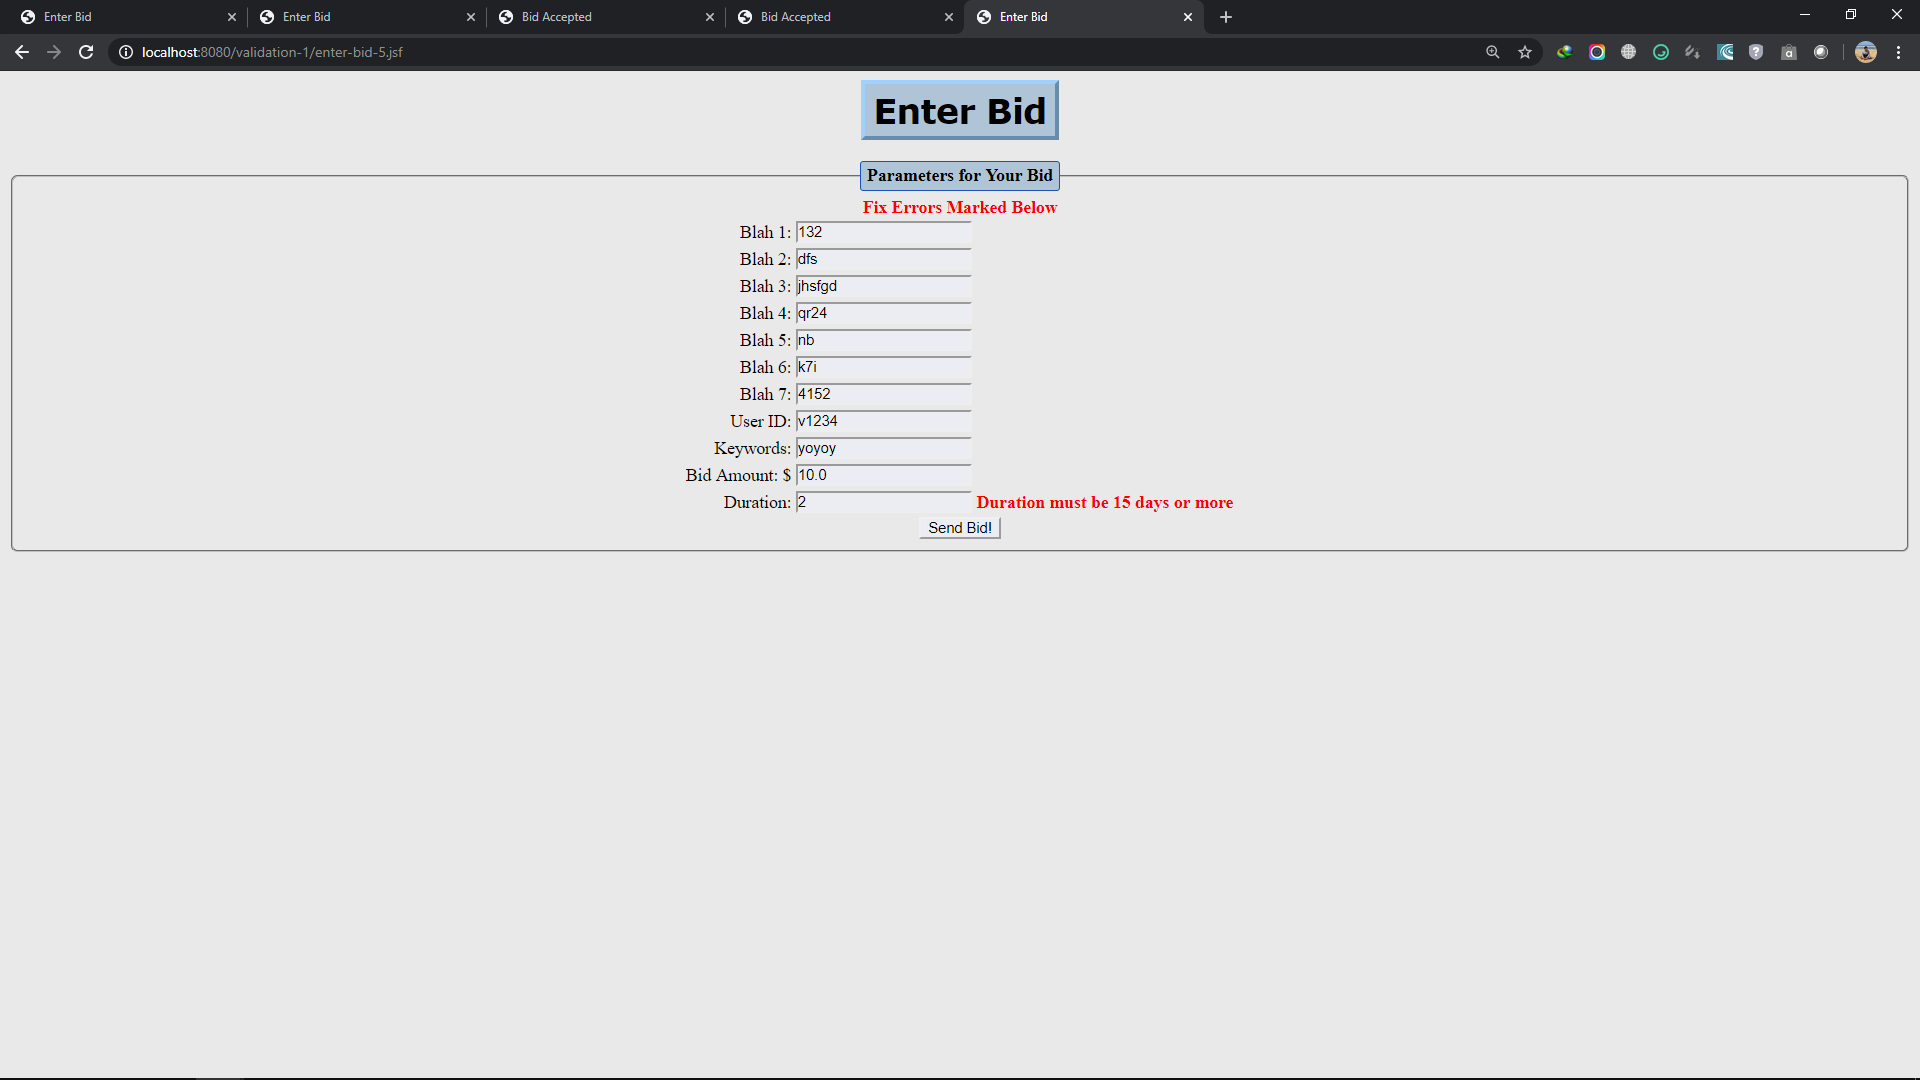 Enter Bid
Enter Bid
Bid Accepted
Bid Accepted
Enter Bid
localhost:8080/validation-1/enter-bid-5.jsf
Enter Bid
Parameters for Your Bid
Fix Errors Marked Below
Blah 1: 132
Blah 2: dfs
Blah 3: jhsfgd
Blah 4: qr24
Blah 5: nb
Blah 6: k7i
Blah 7: 4152
User ID: v1234
Keywords: yoyoy
Bid Amount: $ 10.0
Duration: 2 Duration must be 15 days or more
Send Bid!